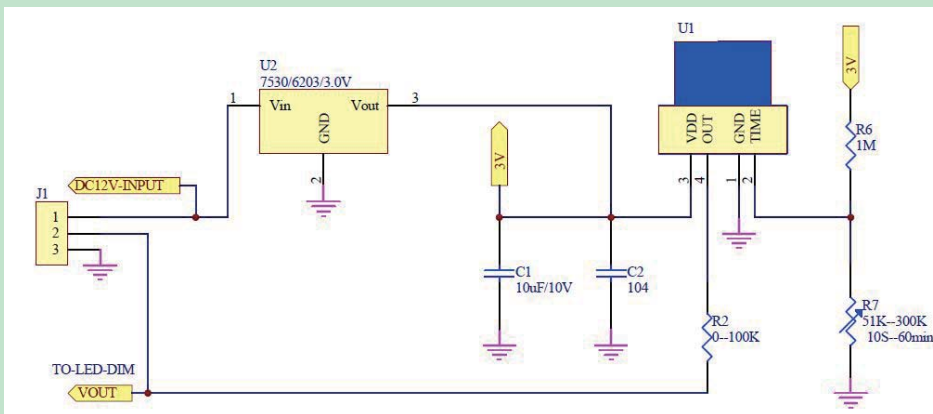 U1
U2
7530/6203/3.0V
1
Vin
Vout
3
GND
2
3V
VDD
OUT
GND
TIME
3
4
1
2
3V
R6
1M
DC12V-INPUT
J1
1
2
3
C1
10uF/10V
C2
104
R2
0--100K
R7
51K--300K
10S--60min
TO-LED-DIM
VOUT